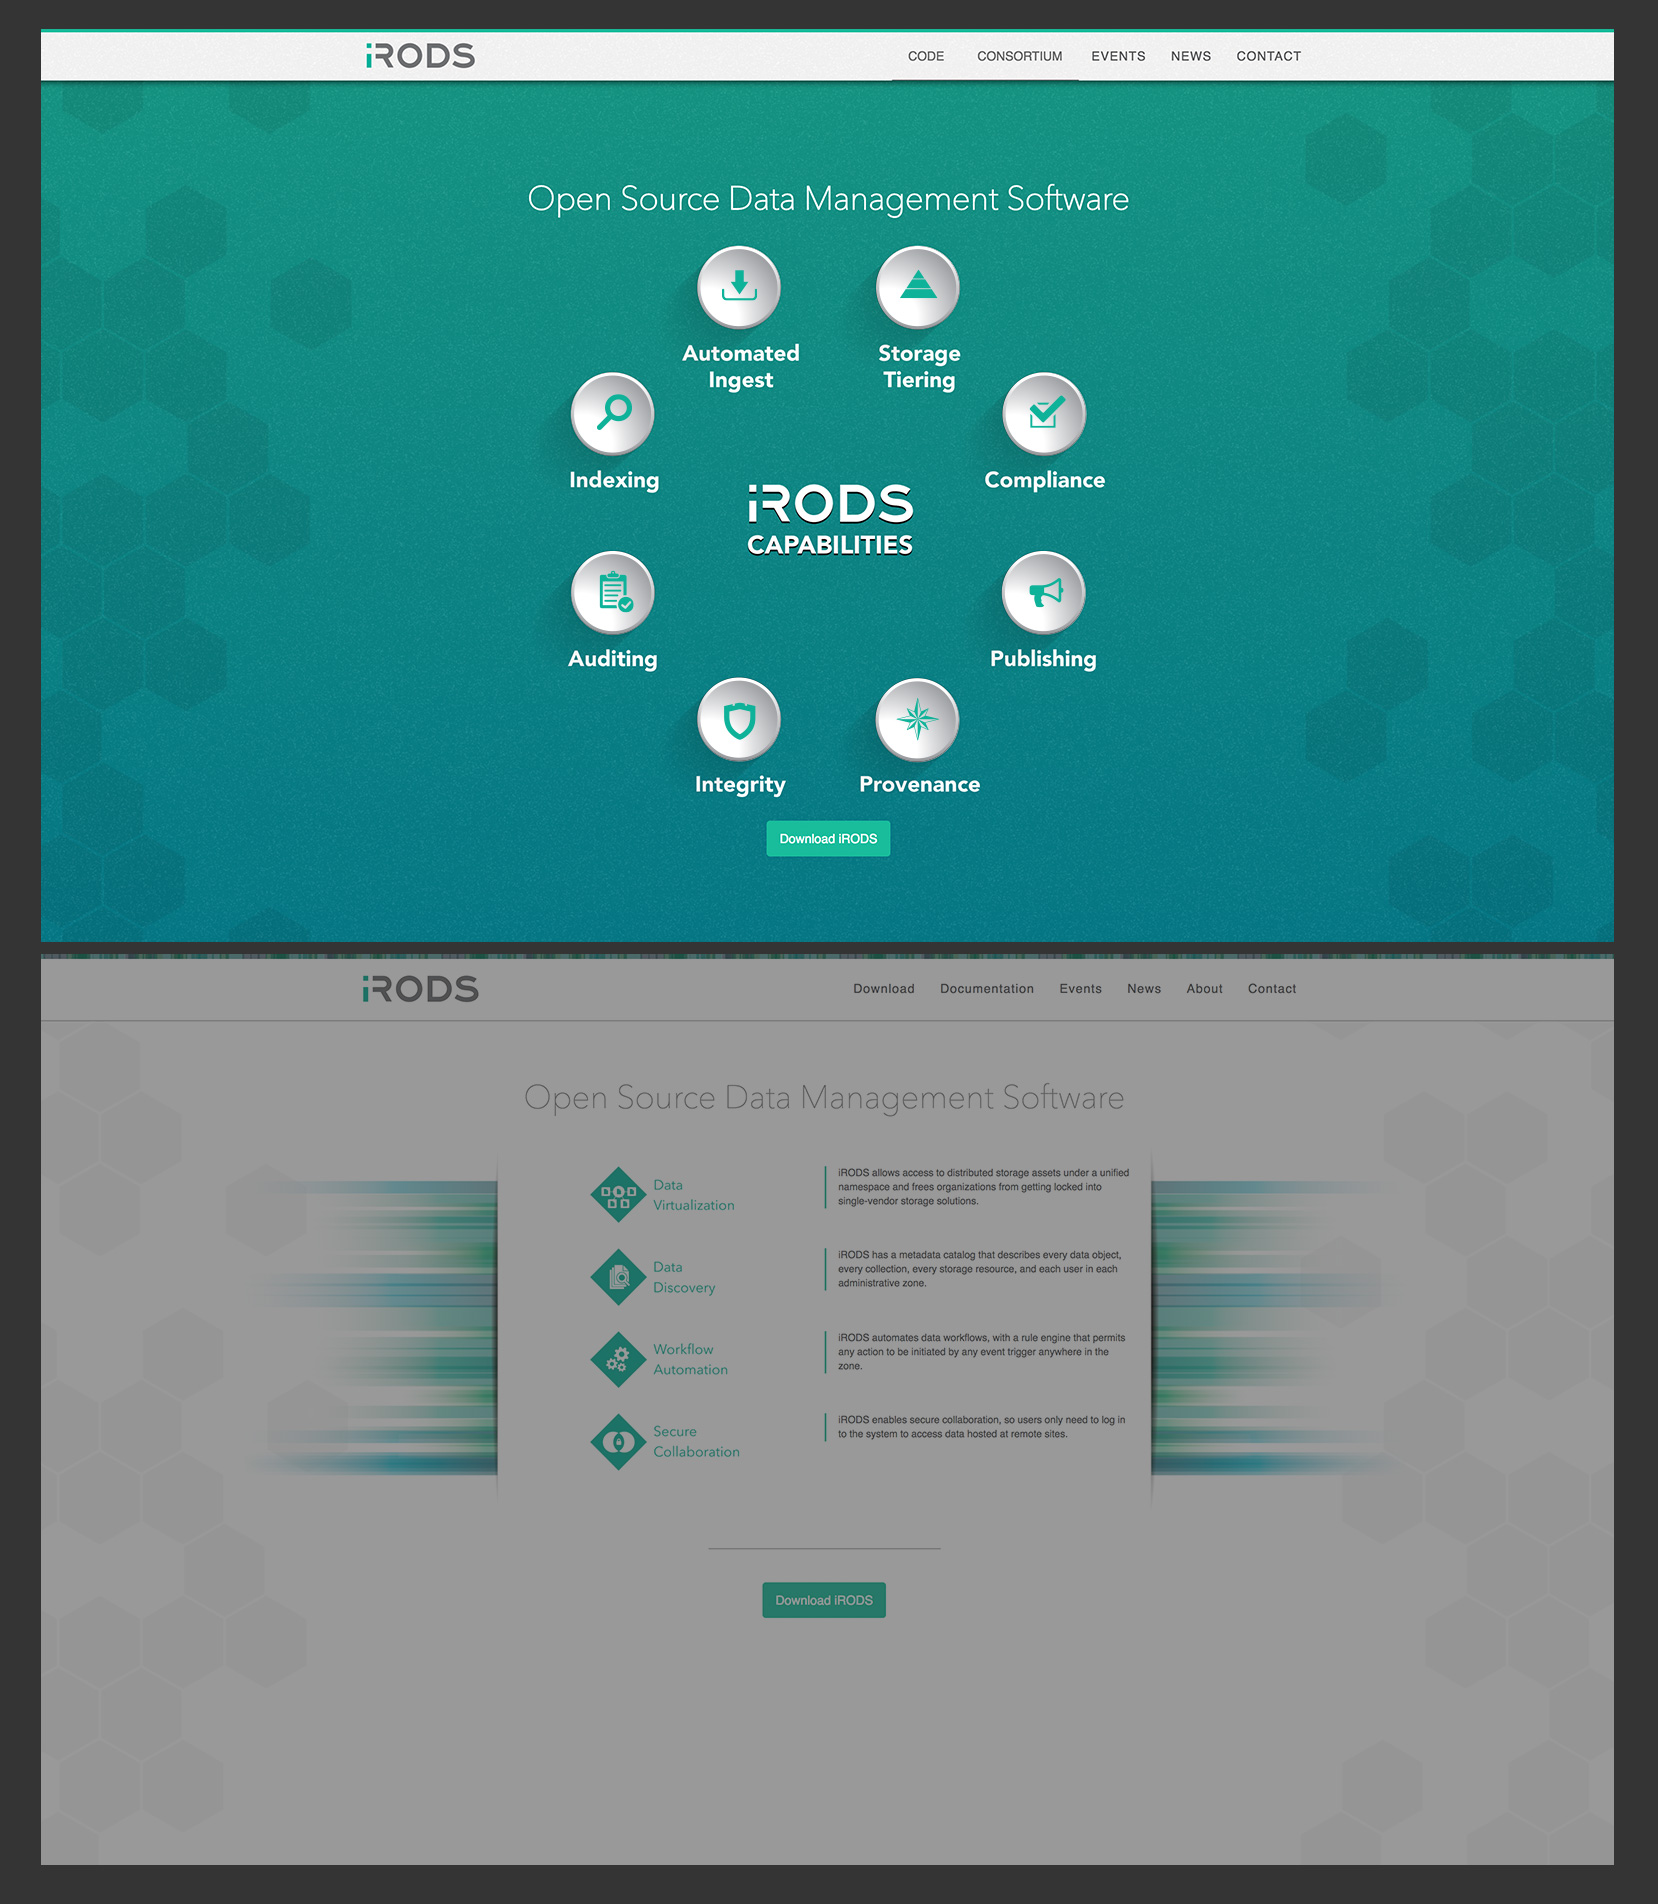 iRODS
CODE CONSORTIUM EVENTS NEWS CONTACT
Open Source Data Management Software
Automated
Ingest
Storage
Tiering
Indexing
Compliance
iRODS
CAPABILITIES
Auditing
Publishing
Integrity
Provenance
Download iRODS
iRODS
Download Documentation Events News About Contact
Open Source Data Management Software
Data
Virtualization
iRODS allows access to distributed storage assets under a unified
namespace and frees organizations from getting locked into
single-vendor storage solutions.
Data
Discovery
iRODS has a metadata catalog that describes every data object,
every collection, every storage resource, and each user in each
administrative zone.
Workflow
Automation
iRODS automates data workflows, with a rule engine that permits
any action to be initiated by any event trigger anywhere in the
zone.
Secure
Collaboration
iRODS enables secure collaboration, so users only need to log in
to the system to access data hosted at remote sites.
Download iRODS